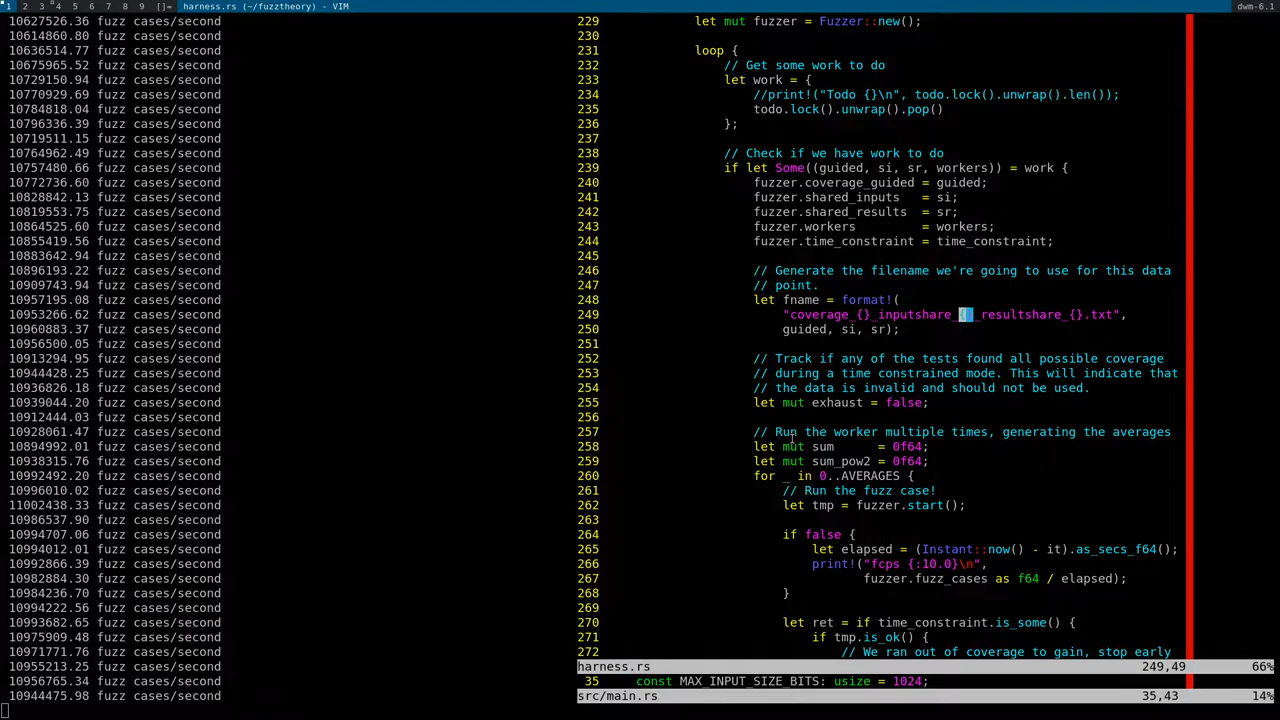 1 2 3 4 5 6 7 8 9 []= harness.rs (~/fuzztheory) - VIM dwm-6.1
10627526.36 fuzz cases/second
10614860.80 fuzz cases/second
10636514.77 fuzz cases/second
10675965.52 fuzz cases/second
10729150.94 fuzz cases/second
10770929.69 fuzz cases/second
10784818.04 fuzz cases/second
10796336.39 fuzz cases/second
10719511.15 fuzz cases/second
10764962.49 fuzz cases/second
10757480.66 fuzz cases/second
10772736.60 fuzz cases/second
10828842.13 fuzz cases/second
10819553.75 fuzz cases/second
10864525.60 fuzz cases/second
10855419.56 fuzz cases/second
10883642.94 fuzz cases/second
10896193.22 fuzz cases/second
10909743.94 fuzz cases/second
10957195.08 fuzz cases/second
10953266.62 fuzz cases/second
10960883.37 fuzz cases/second
10956500.05 fuzz cases/second
10913294.95 fuzz cases/second
10944428.25 fuzz cases/second
10936826.18 fuzz cases/second
10939044.20 fuzz cases/second
10912444.03 fuzz cases/second
10928061.47 fuzz cases/second
10894992.01 fuzz cases/second
10938315.76 fuzz cases/second
10992492.20 fuzz cases/second
10996010.02 fuzz cases/second
11002438.33 fuzz cases/second
10986537.90 fuzz cases/second
10994707.06 fuzz cases/second
10994012.01 fuzz cases/second
10992866.39 fuzz cases/second
10982884.30 fuzz cases/second
10984236.70 fuzz cases/second
10994222.56 fuzz cases/second
10993682.65 fuzz cases/second
10975909.48 fuzz cases/second
10971771.76 fuzz cases/second
10955213.25 fuzz cases/second
10956765.34 fuzz cases/second
10944475.98 fuzz cases/second
229 let mut fuzzer = Fuzzer::new();
230
231 loop {
232 // Get some work to do
233 let work = {
234 //print!("Todo {}\n", todo.lock().unwrap().len());
235 todo.lock().unwrap().pop()
236 };
237
238 // Check if we have work to do
239 if let Some((guided, si, sr, workers)) = work {
240 fuzzer.coverage_guided = guided;
241 fuzzer.shared_inputs = si;
242 fuzzer.shared_results = sr;
243 fuzzer.workers = workers;
244 fuzzer.time_constraint = time_constraint;
245
246 // Generate the filename we're going to use for this data
247 // point.
248 let fname = format!(
249 "coverage_{}_inputshare_{}_resultshare_{}.txt",
250 guided, si, sr);
251
252 // Track if any of the tests found all possible coverage
253 // during a time constrained mode. This will indicate that
254 // the data is invalid and should not be used.
255 let mut exhaust = false;
256
257 // Run the worker multiple times, generating the averages
258 let mut sum = 0f64;
259 let mut sum_pow2 = 0f64;
260 for _ in 0..AVERAGES {
261 // Run the fuzz case!
262 let tmp = fuzzer.start();
263
264 if false {
265 let elapsed = (Instant::now() - it).as_secs_f64();
266 print!("fcps {:10.0}\n",
267 fuzzer.fuzz_cases as f64 / elapsed);
268 }
269
270 let ret = if time_constraint.is_some() {
271 if tmp.is_ok() {
272 // We ran out of coverage to gain, stop early
harness.rs 249,49 66%
35 const MAX_INPUT_SIZE_BITS: usize = 1024;
src/main.rs 35,43 14%